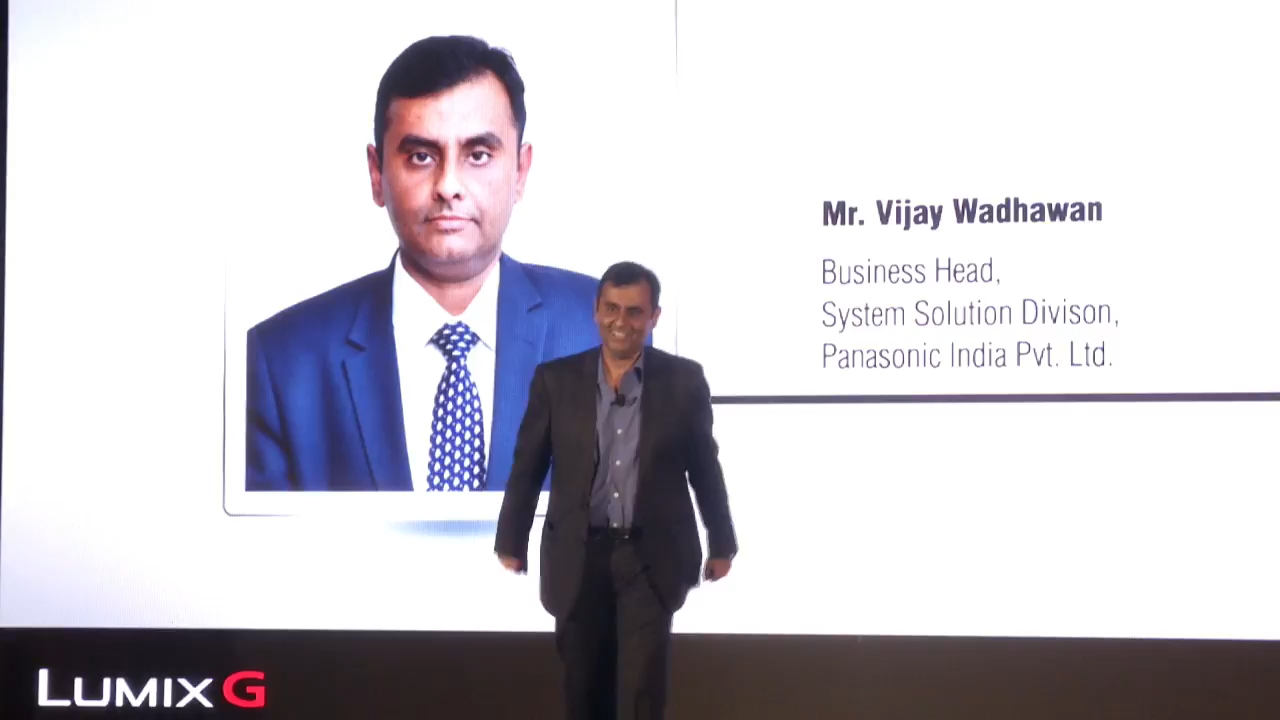 Mr. Vijay Wadhawan
Business Head,
System Solution Divison,
Panasonic India Pvt. Ltd.
LUMIX G